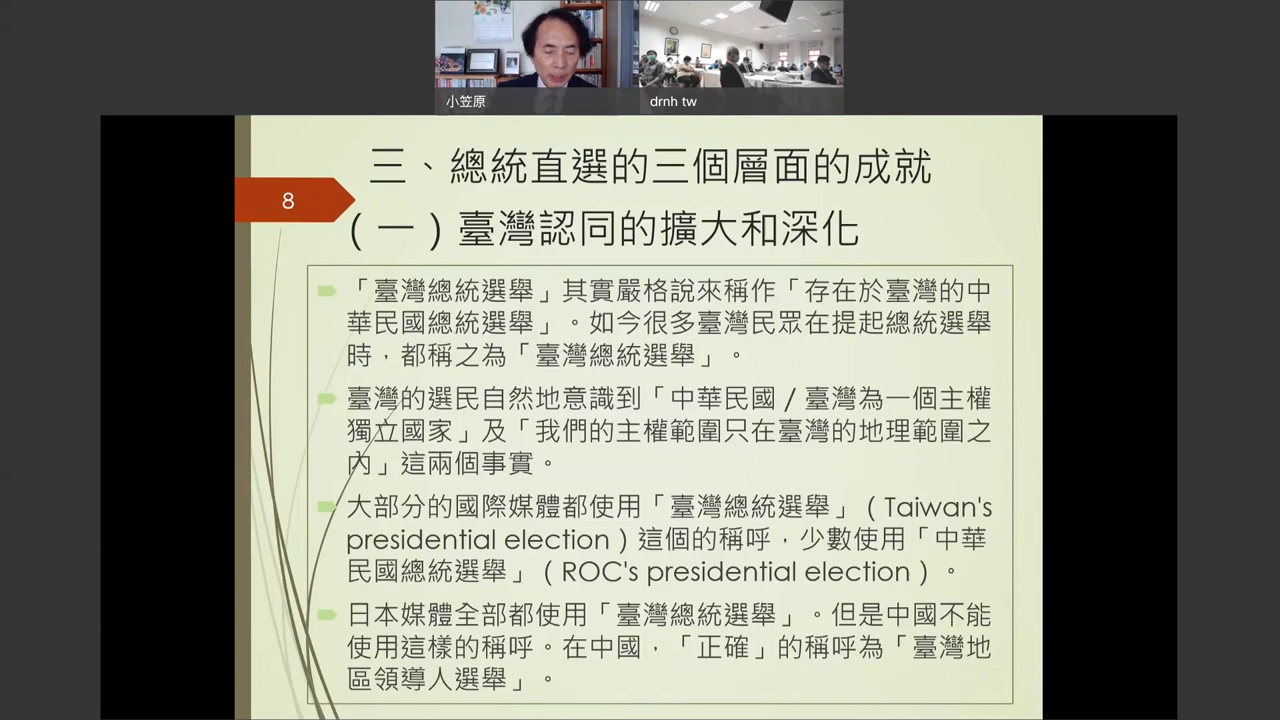 小笠原
drnh tw
三、總統直選的三個層面的成就
8
（一）臺灣認同的擴大和深化
「臺灣總統選舉」其實嚴格說來稱作「存在於臺灣的中
華民國總統選舉」。如今很多臺灣民眾在提起總統選舉
時，都稱之為「臺灣總統選舉」。
臺灣的選民自然地意識到「中華民國/臺灣為一個主權
獨立國家」及「我們的主權範圍只在臺灣的地理範圍之
內」這兩個事實。
大部分的國際媒體都使用「臺灣總統選舉」（Taiwan's
presidential election）這個的稱呼，少數使用「中華
民國總統選舉」（ROC's presidential election）。
日本媒體全部都使用「臺灣總統選舉」。但是中國不能
使用這樣的稱呼。在中國，「正確」的稱呼為「臺灣地
區領導人選舉」。